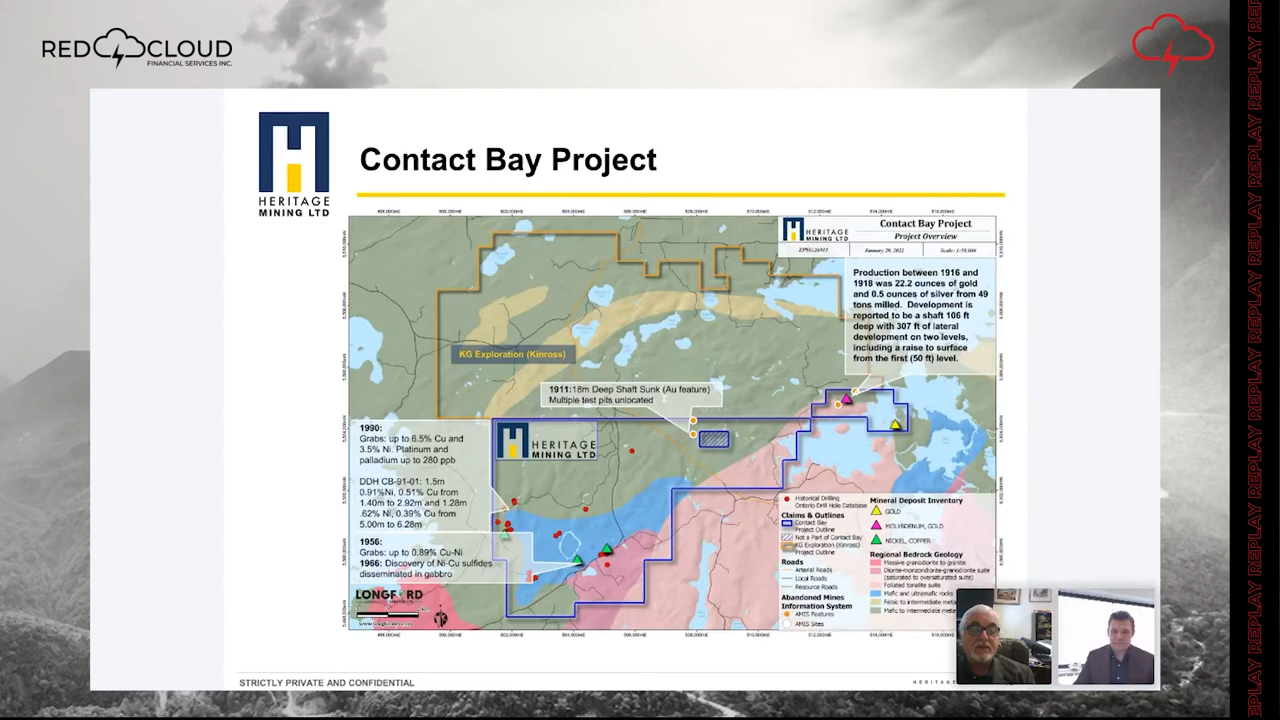 RED CLOUD
FINANCIAL SERVICES INC.
HERITAGE
MINING LTD
Contact Bay Project
HERITAGE
MINING LTD
Contact Bay Project
Project Overview
January 20, 2022
Scale: 1:50,000
Production between 1916 and
1918 was 22.2 ounces of gold
and 0.5 ounces of silver from 49
tons milled. Development is
reported to be a shaft 106 ft
deep with 307 ft of lateral
development on two levels,
including a raise to surface
from the first (50 ft) level.
KG Exploration (Kinross)
1911: 18m Deep Shaft Sunk (Au feature)
Multiple test pits unlocated
HERITAGE
MINING LTD
1990:
Grabs: up to 6.5% Cu and
3.5% Ni. Platinum and
palladium up to 280 ppb
DDH CB-91-01: 1.5m
0.91%Ni, 0.51% Cu from
1.40m to 2.92m and 1.28m
.62% Ni, 0.39% Cu from
5.00m to 6.28m
1956:
Grabs: up to 0.89% Cu-Ni
1966: Discovery of Ni-Cu sulfides
disseminated in gabbro
Historical Drilling
Ontario Drill Hole Database
Claims & Outlines
Contact Bay
Project Outline
Not a Part of Contact Bay
KG Exploration (Kinross)
Project Outline
Roads
Arterial Roads
Local Roads
Resource Roads
Abandoned Mines
Information System
AMIS Features
AMIS Sites
Mineral Deposit Inventory
GOLD
MOLYBDENUM, GOLD
NICKEL, COPPER
Regional Bedrock Geology
Massive granodiorite to granite
Diorite-monzodiorite-granodiorite suite
(saturated to oversaturated suite)
Foliated tonalite suite
Mafic and ultramafic rocks
Felsic to intermediate
Mafic to intermediate
LONGFORD
STRICTLY PRIVATE AND CONFIDENTIAL
REPLAY REPLAY REPLAY REPLAY REPLAY REPLAY REPLAY